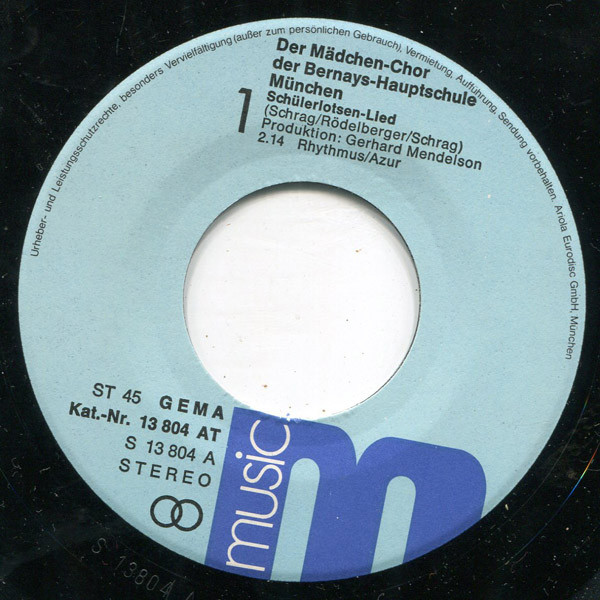 Urheber- und Leistungsschutzrechte, besonders Vervielfältigung (außer zum persönlichen Gebrauch), Vermietung, Aufführung, Sendung vorbehalten. Ariola Eurodisc GmbH, München
Der Mädchen-Chor
der Bernays-Hauptschule
München
1
Schülerlotsen-Lied
(Schrag/Rödelberger/Schrag)
Produktion: Gerhard Mendelson
2.14 Rhythmus/Azur
ST 45 GEMA
Kat.-Nr. 13 804 AT
S 13 804 A
STEREO
music
m
S 13804 A